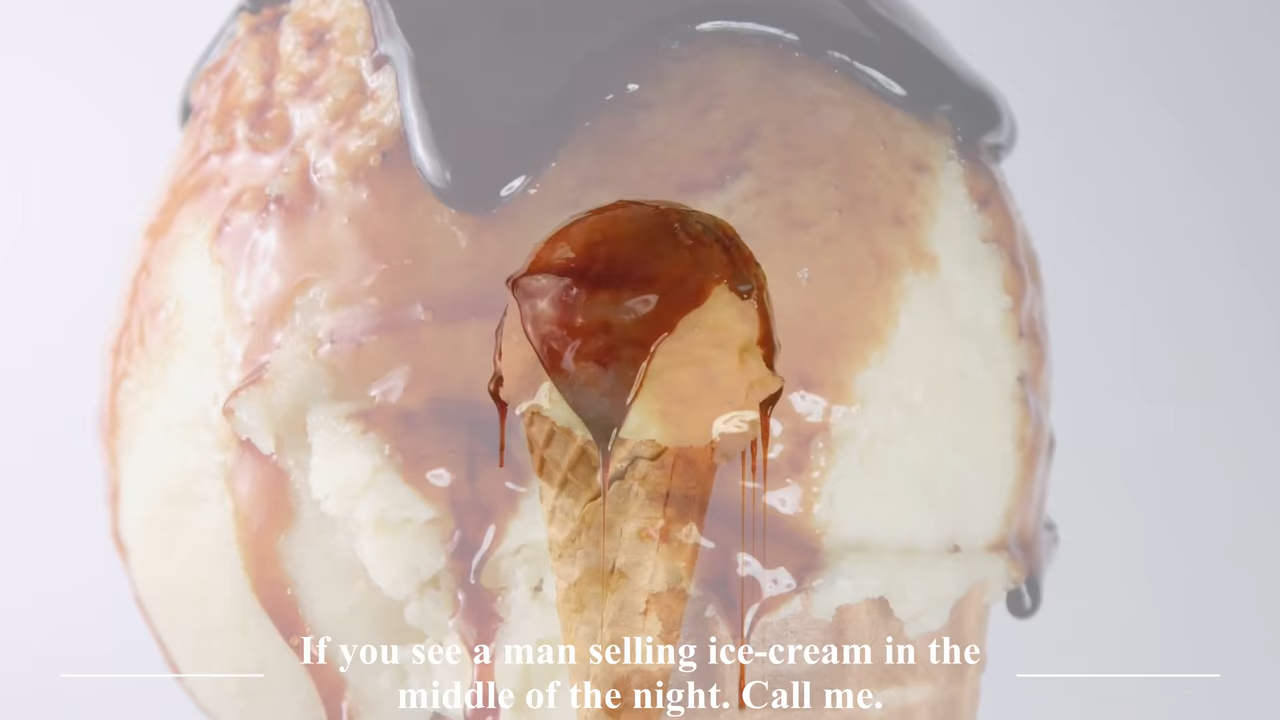 If you see a man selling ice-cream in the
middle of the night. Call me.